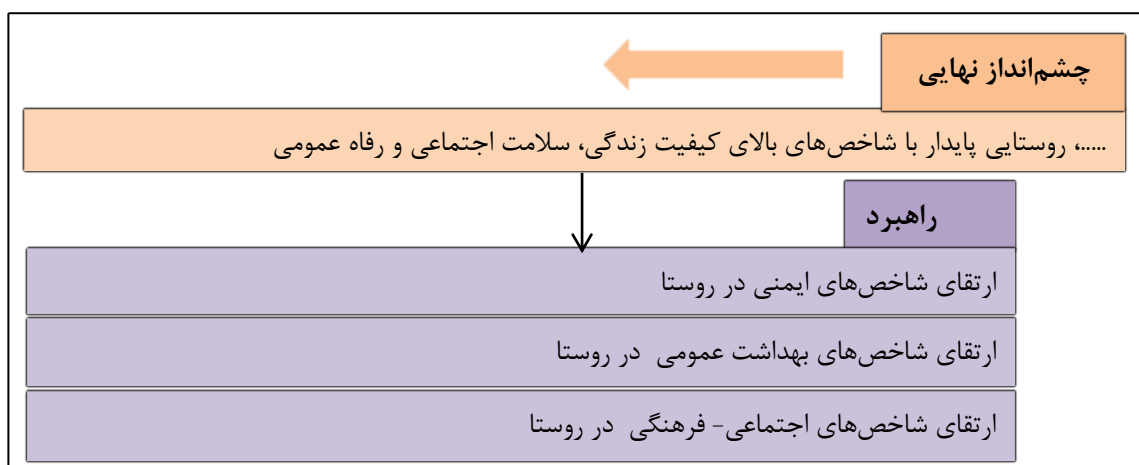 چشم‌انداز نهایی
.....، روستایی پایدار با شاخص‌های بالای کیفیت زندگی، سلامت اجتماعی و رفاه عمومی
راهبرد
ارتقای شاخص‌های ایمنی در روستا
ارتقای شاخص‌های بهداشت عمومی در روستا
ارتقای شاخص‌های اجتماعی- فرهنگی در روستا